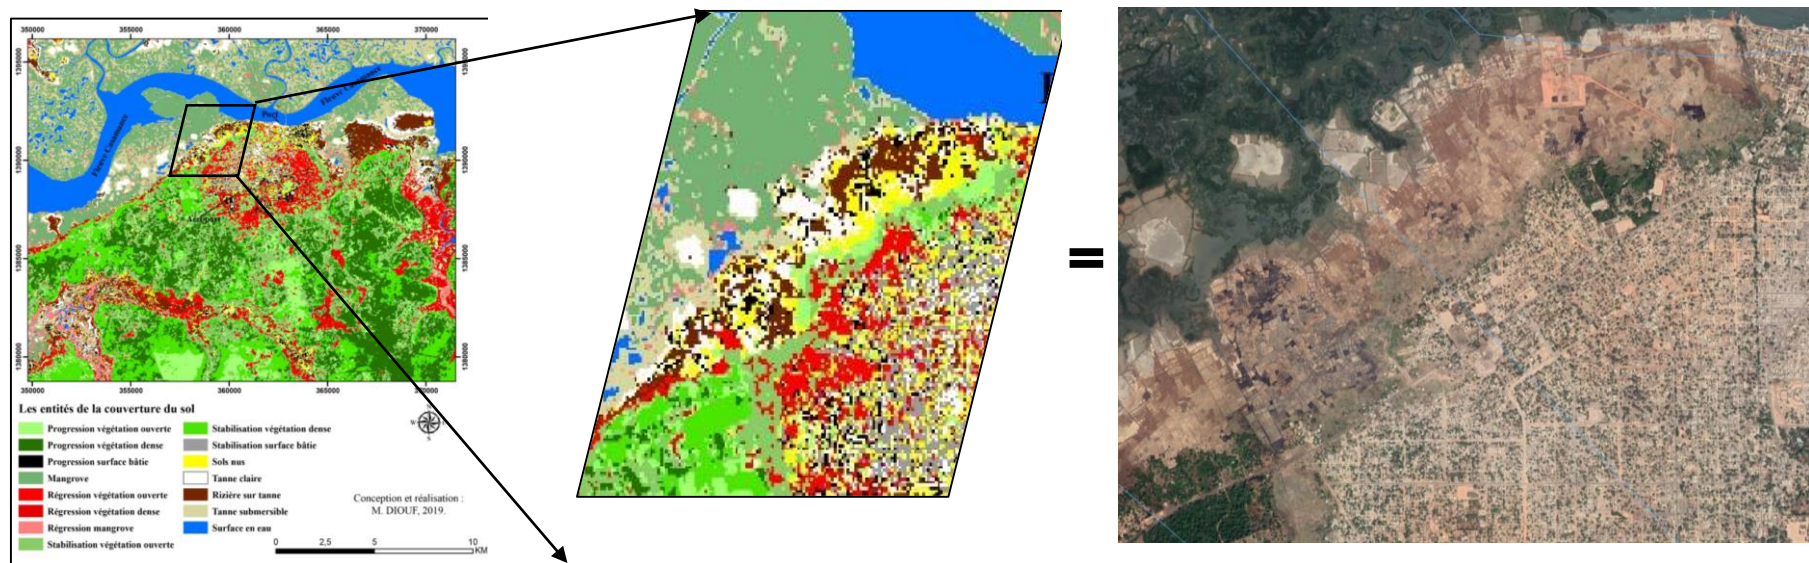 350000 355000 360000 365000 370000
1395000 1395000
Fleuve Casamance
Port
Fleuve Casamance
1390000 1390000
Aéroport
1385000 1385000
1380000 1380000
350000 355000 360000 365000 370000
Les entités de la couverture du sol
Progression végétation ouverte
Progression végétation dense
Progression surface bâtie
Mangrove
Régression végétation ouverte
Régression végétation dense
Régression mangrove
Stabilisation végétation ouverte
Stabilisation végétation dense
Stabilisation surface bâtie
Sols nus
Tanne claire
Rizière sur tanne
Tanne submersible
Surface en eau
N
W E
S
Conception et réalisation :
M. DIOUF, 2019.
0 2,5 5 10
KM
=